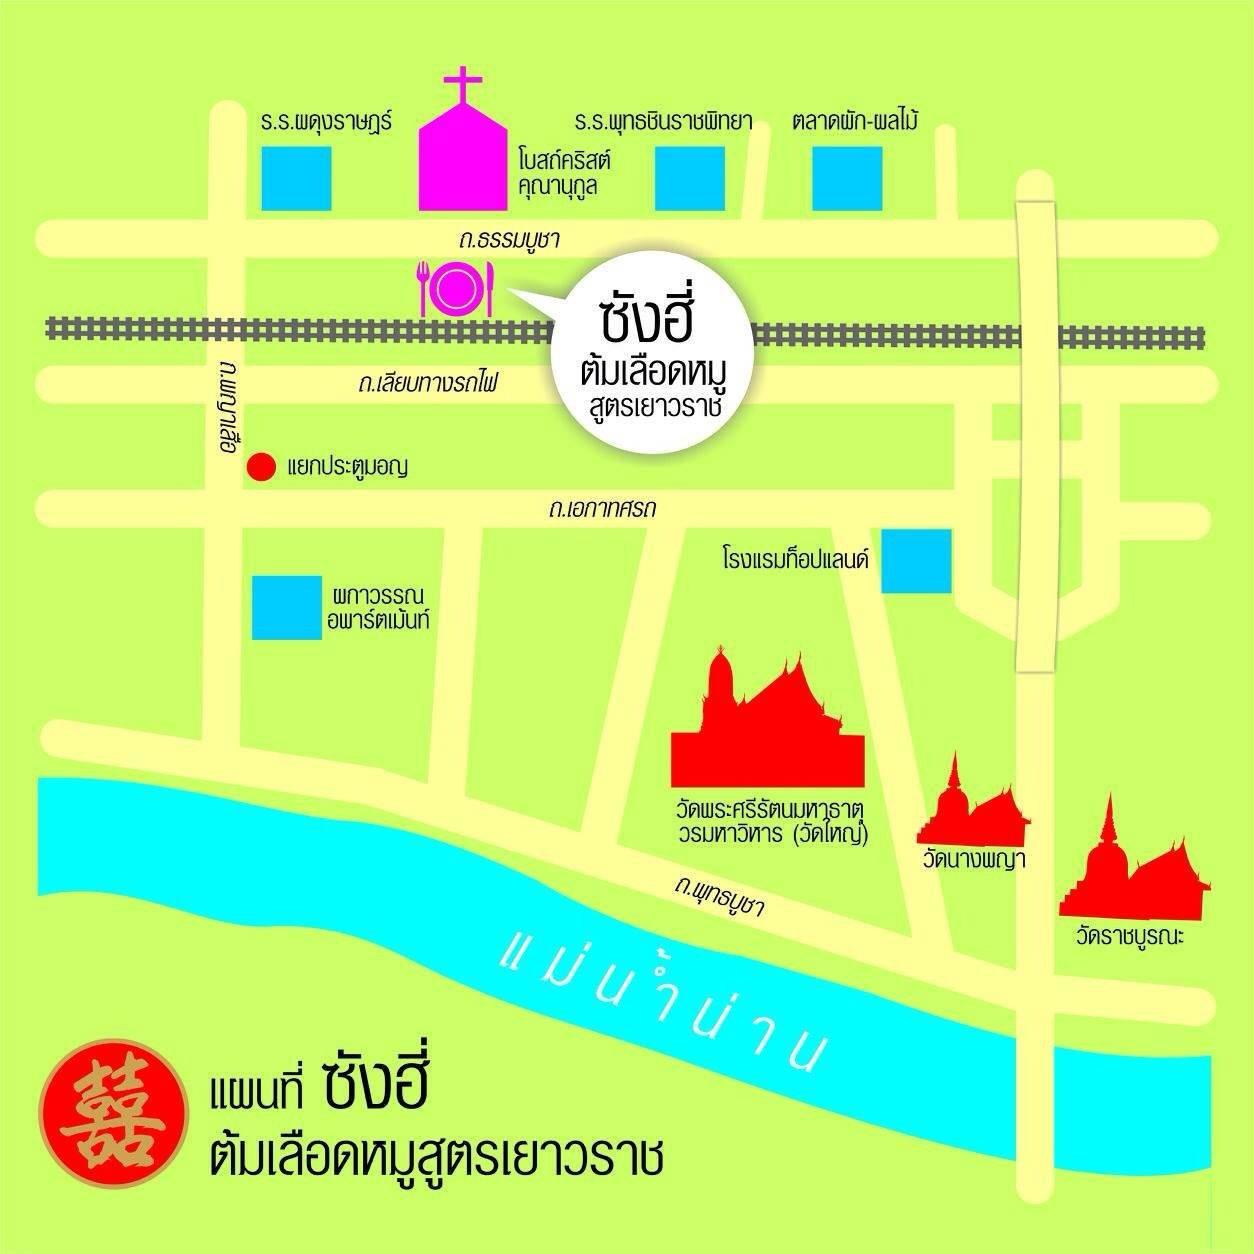 ร.ร.ผดุงราษฎร์
โบสถ์คริสต์
คุณานุกูล
ร.ร.พุทธชินราชพิทยา
ตลาดผัก-ผลไม้
ถ.ธรรมบูชา
ซังฮี่
ต้มเลือดหมู
สูตรเยาวราช
ถ.พญาเสือ
ถ.เลียบทางรถไฟ
แยกประตูมอญ
ถ.เอกาทศรถ
โรงแรมท็อปแลนด์
ผกาวรรณ
อพาร์ตเม้นท์
วัดพระศรีรัตนมหาธาตุ
วรมหาวิหาร (วัดใหญ่)
วัดนางพญา
วัดราชบูรณะ
ถ.พุทธบูชา
แม่น้ำน่าน
囍
แผนที่ ซังฮี่
ต้มเลือดหมูสูตรเยาวราช